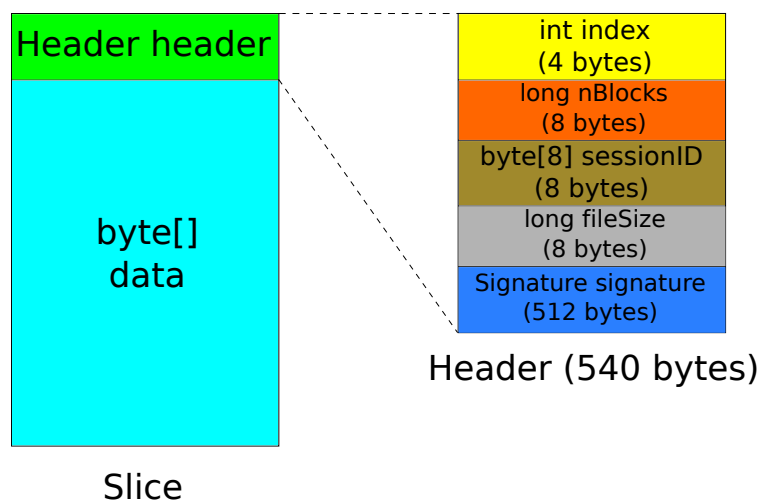 Header header
byte[]
data
Slice
int index
(4 bytes)
long nBlocks
(8 bytes)
byte[8] sessionID
(8 bytes)
long fileSize
(8 bytes)
Signature signature
(512 bytes)
Header (540 bytes)